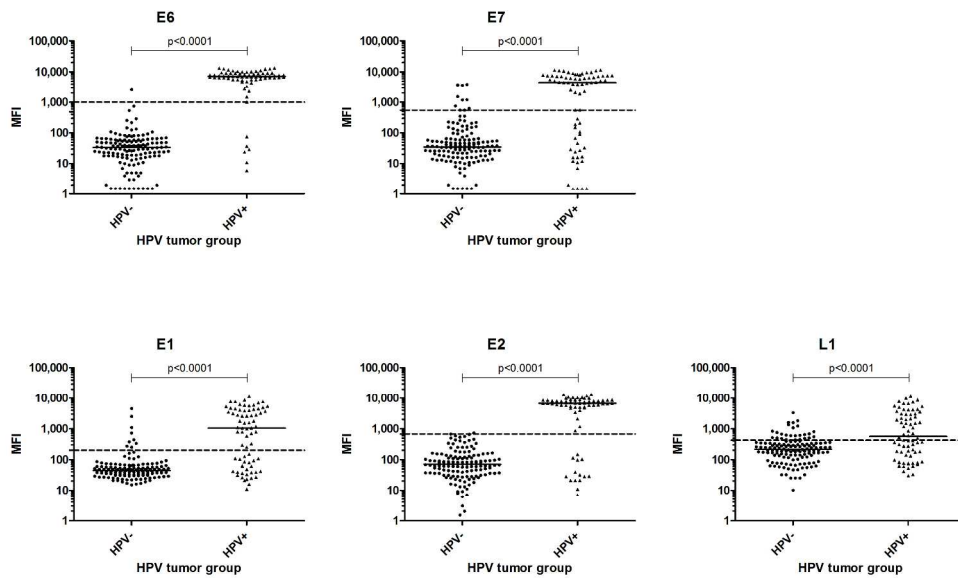 E6
p<0.0001
100,000
10,000
1,000
100
10
1
MFI
HPV-
HPV+
HPV tumor group
E7
p<0.0001
100,000
10,000
1,000
100
10
1
MFI
HPV-
HPV+
HPV tumor group
E1
p<0.0001
100,000
10,000
1,000
100
10
1
MFI
HPV-
HPV+
HPV tumor group
E2
p<0.0001
100,000
10,000
1,000
100
10
1
MFI
HPV-
HPV+
HPV tumor group
L1
p<0.0001
100,000
10,000
1,000
100
10
1
MFI
HPV-
HPV+
HPV tumor group